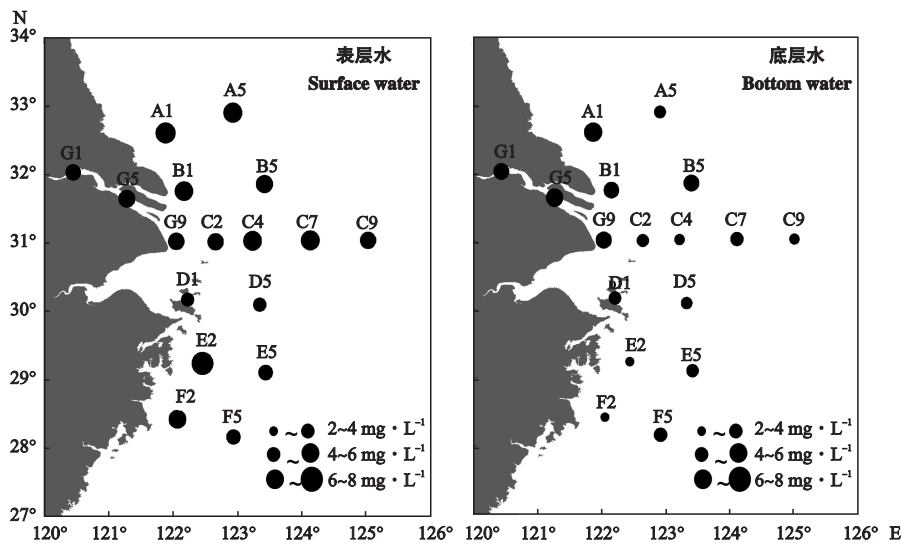 N
34°
33°
32°
31°
30°
29°
28°
27°
120° 121° 122° 123° 124° 125° 126°
表层水
Surface water
A5
A1
G1
G5 B1 B5
G9 C2 C4 C7 C9
D1 D5
E2 E5
F2 F5
~ 2~4 mg · L⁻¹
~ 4~6 mg · L⁻¹
~ 6~8 mg · L⁻¹
底层水
Bottom water
A5
A1
G1
G5 B1 B5
G9 C2 C4 C7 C9
D1 D5
E2 E5
F2 F5
~ 2~4 mg · L⁻¹
~ 4~6 mg · L⁻¹
~ 6~8 mg · L⁻¹
120° 121° 122° 123° 124° 125° 126° E